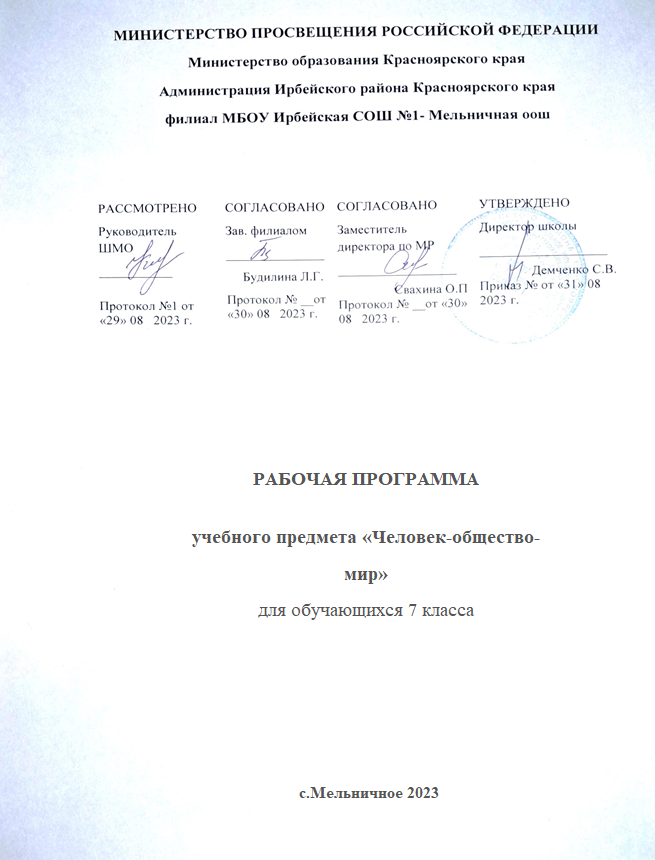 МИНИСТЕРСТВО ПРОСВЕЩЕНИЯ РОССИЙСКОЙ ФЕДЕРАЦИИ
Министерство образования Красноярского края
Администрация Ирбейского района Красноярского края
филиал МБОУ Ирбейская СОШ №1- Мельничная оош
РАССМОТРЕНО
Руководитель
ШМО
Протокол №1 от
«29» 08 2023 г.
СОГЛАСОВАНО
Зав. филиалом
Будилина Л.Г.
Протокол № __от
«30» 08 2023 г.
СОГЛАСОВАНО
Заместитель
директора по МР
Свахина О.П
Протокол № __от «30»
08 2023 г.
УТВЕРЖДЕНО
Директор школы
Демченко С.В.
Приказ № от «31» 08
2023 г.
РАБОЧАЯ ПРОГРАММА
учебного предмета «Человек-общество-
мир»
для обучающихся 7 класса
с.Мельничное 2023